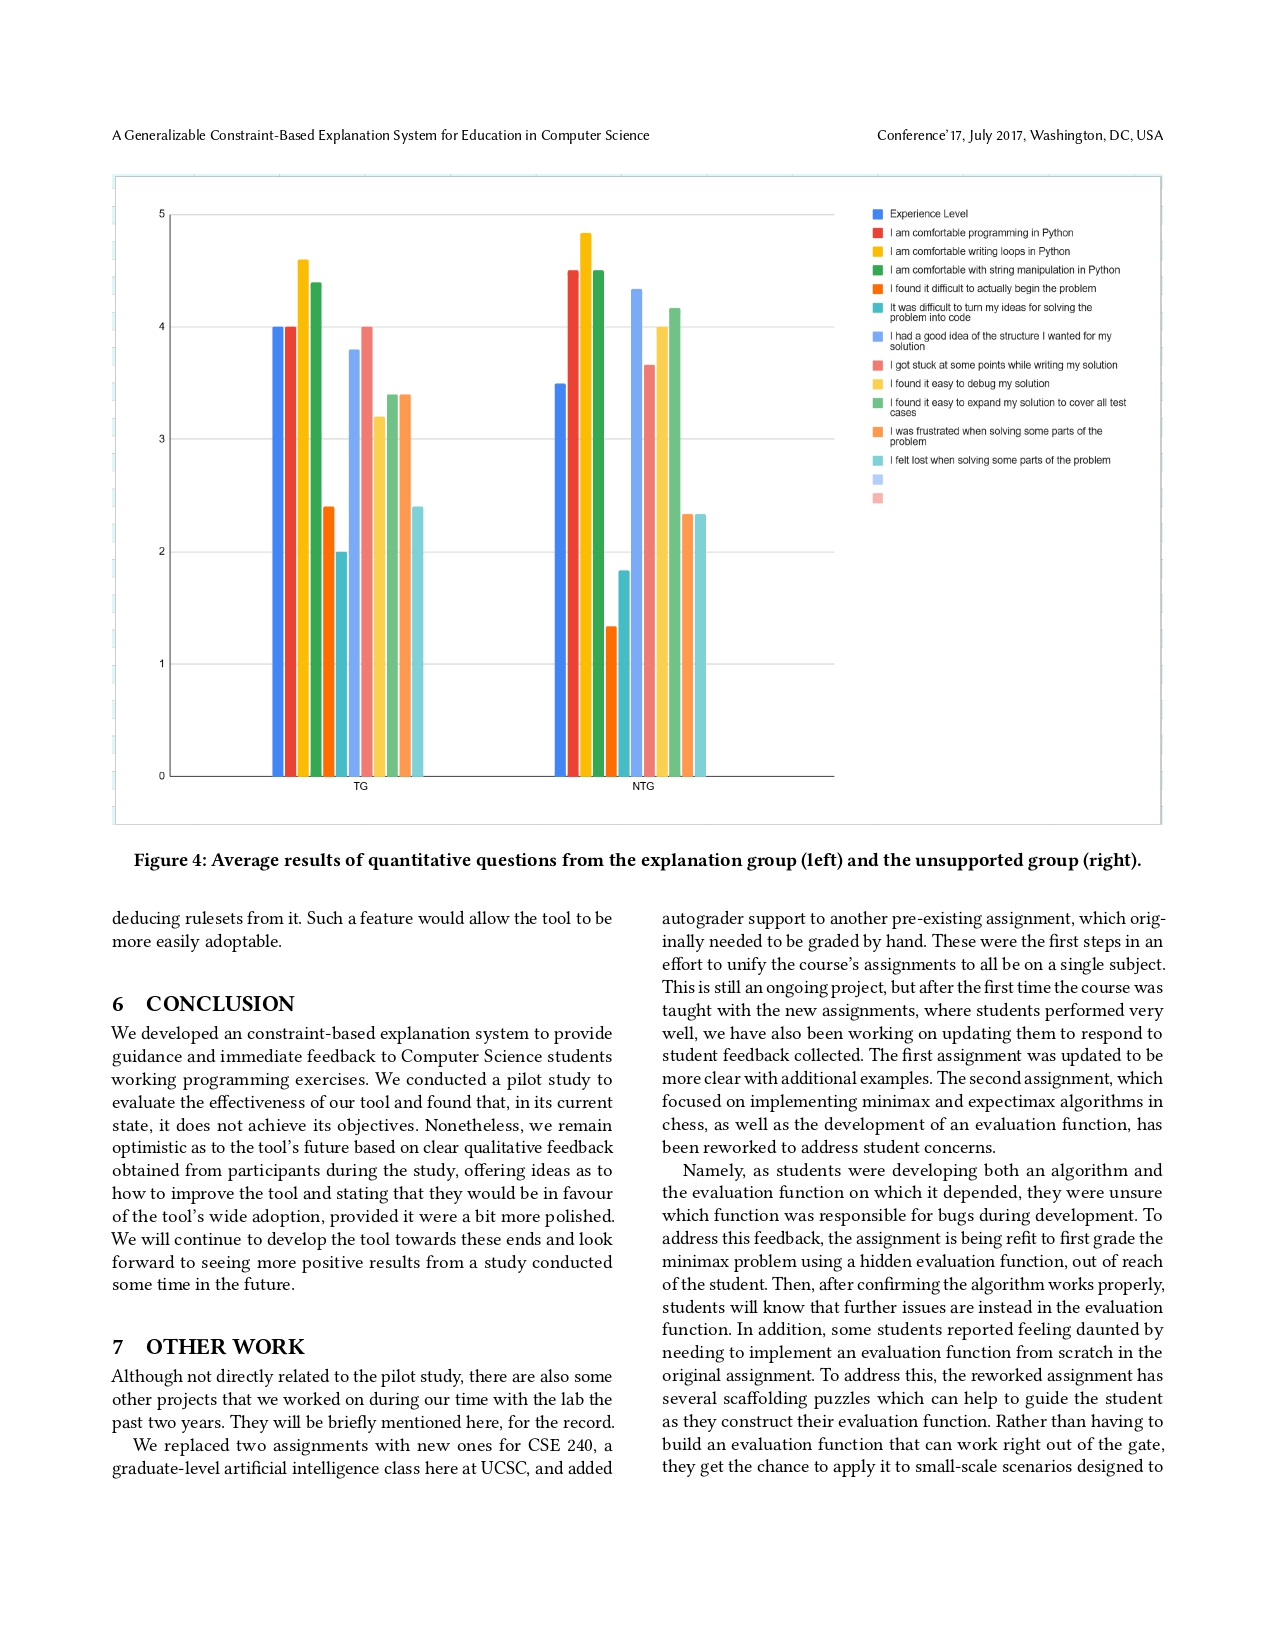 A Generalizable Constraint-Based Explanation System for Education in Computer Science
Conference'17, July 2017, Washington, DC, USA
5
4
3
2
1
0
TG
NTG
Experience Level
I am comfortable programming in Python
I am comfortable writing loops in Python
I am comfortable with string manipulation in Python
I found it difficult to actually begin the problem
It was difficult to turn my ideas for solving the
problem into code
I had a good idea of the structure I wanted for my
solution
I got stuck at some points while writing my solution
I found it easy to debug my solution
I found it easy to expand my solution to cover all test
cases
I was frustrated when solving some parts of the
problem
I felt lost when solving some parts of the problem
Figure 4: Average results of quantitative questions from the explanation group (left) and the unsupported group (right).
deducing rulesets from it. Such a feature would allow the tool to be
more easily adoptable.
6 CONCLUSION
We developed an constraint-based explanation system to provide
guidance and immediate feedback to Computer Science students
working programming exercises. We conducted a pilot study to
evaluate the effectiveness of our tool and found that, in its current
state, it does not achieve its objectives. Nonetheless, we remain
optimistic as to the tool's future based on clear qualitative feedback
obtained from participants during the study, offering ideas as to
how to improve the tool and stating that they would be in favour
of the tool's wide adoption, provided it were a bit more polished.
We will continue to develop the tool towards these ends and look
forward to seeing more positive results from a study conducted
some time in the future.
7 OTHER WORK
Although not directly related to the pilot study, there are also some
other projects that we worked on during our time with the lab the
past two years. They will be briefly mentioned here, for the record.
We replaced two assignments with new ones for CSE 240, a
graduate-level artificial intelligence class here at UCSC, and added
autograder support to another pre-existing assignment, which orig-
inally needed to be graded by hand. These were the first steps in an
effort to unify the course's assignments to all be on a single subject.
This is still an ongoing project, but after the first time the course was
taught with the new assignments, where students performed very
well, we have also been working on updating them to respond to
student feedback collected. The first assignment was updated to be
more clear with additional examples. The second assignment, which
focused on implementing minimax and expectimax algorithms in
chess, as well as the development of an evaluation function, has
been reworked to address student concerns.
Namely, as students were developing both an algorithm and
the evaluation function on which it depended, they were unsure
which function was responsible for bugs during development. To
address this feedback, the assignment is being refit to first grade the
minimax problem using a hidden evaluation function, out of reach
of the student. Then, after confirming the algorithm works properly,
students will know that further issues are instead in the evaluation
function. In addition, some students reported feeling daunted by
needing to implement an evaluation function from scratch in the
original assignment. To address this, the reworked assignment has
several scaffolding puzzles which can help to guide the student
as they construct their evaluation function. Rather than having to
build an evaluation function that can work right out of the gate,
they get the chance to apply it to small-scale scenarios designed to